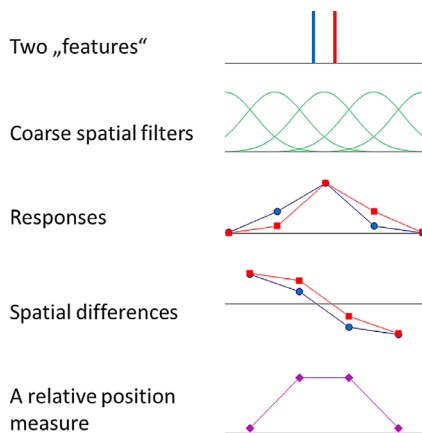 Two „features“
Coarse spatial filters
Responses
Spatial differences
A relative position
measure